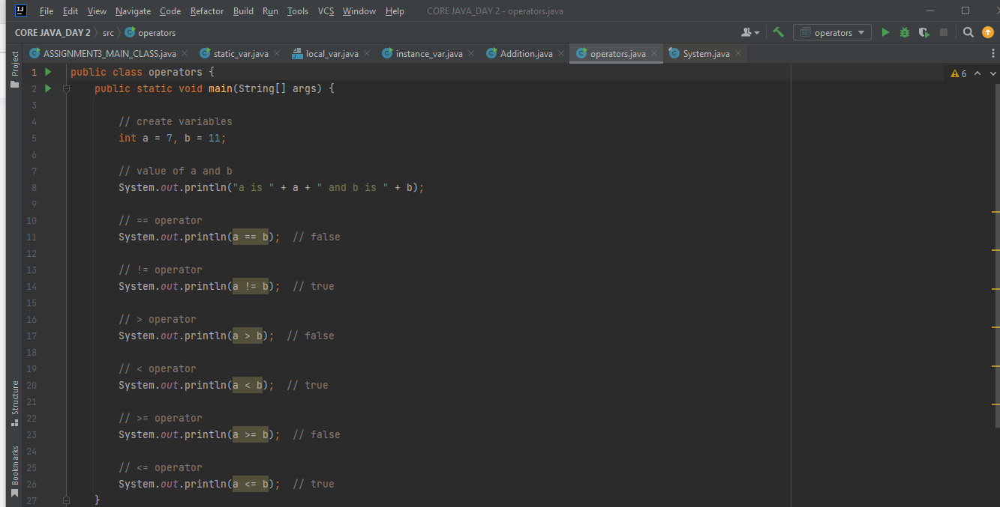 File Edit View Navigate Code Refactor Build Run Tools VCS Window Help CORE JAVA_DAY 2 - operators.java
CORE JAVA_DAY 2 src operators operators
ASSIGNMENT3_MAIN_CLASS.java static_var.java local_var.java instance_var.java Addition.java operators.java System.java
Project
Structure
Bookmarks
6
1 public class operators {
2 public static void main(String[] args) {
3
4 // create variables
5 int a = 7, b = 11;
6
7 // value of a and b
8 System.out.println("a is " + a + " and b is " + b);
9
10 // == operator
11 System.out.println(a == b); // false
12
13 // != operator
14 System.out.println(a != b); // true
15
16 // > operator
17 System.out.println(a > b); // false
18
19 // < operator
20 System.out.println(a < b); // true
21
22 // >= operator
23 System.out.println(a >= b); // false
24
25 // <= operator
26 System.out.println(a <= b); // true
27 }